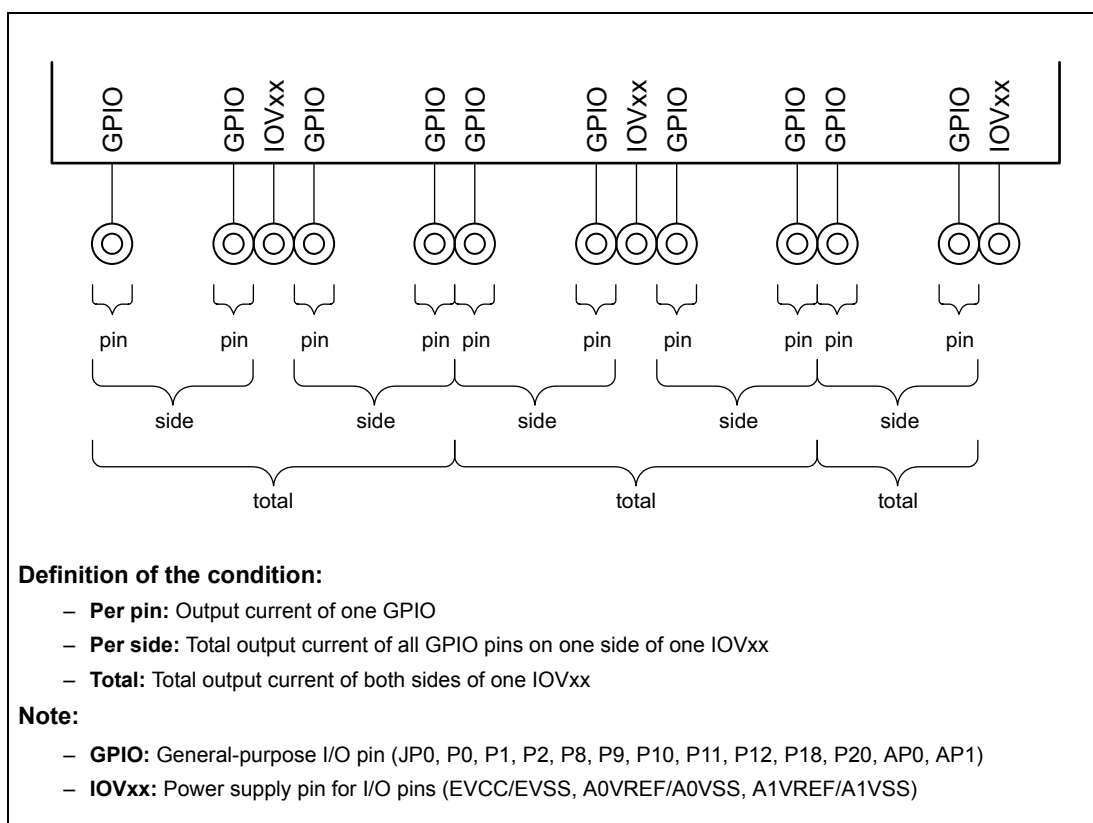 GPIO GPIO IOVxx GPIO GPIO GPIO GPIO IOVxx GPIO GPIO GPIO GPIO IOVxx
pin pin pin pin pin pin pin pin pin pin
side side side side side
total total total
Definition of the condition:
– Per pin: Output current of one GPIO
– Per side: Total output current of all GPIO pins on one side of one IOVxx
– Total: Total output current of both sides of one IOVxx
Note:
– GPIO: General-purpose I/O pin (JP0, P0, P1, P2, P8, P9, P10, P11, P12, P18, P20, AP0, AP1)
– IOVxx: Power supply pin for I/O pins (EVCC/EVSS, A0VREF/A0VSS, A1VREF/A1VSS)